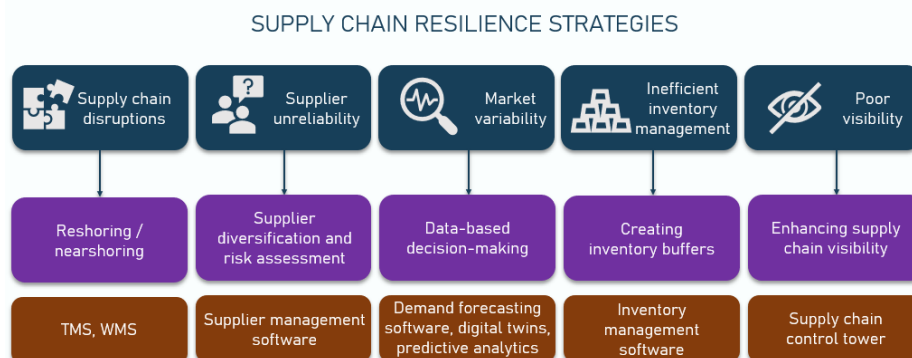 SUPPLY CHAIN RESILIENCE STRATEGIES
Supply chain
disruptions
?
Supplier
unreliability
Market
variability
Inefficient
inventory
management
Poor
visibility
Reshoring /
nearshoring
Supplier
diversification and
risk assessment
Data-based
decision-making
Creating
inventory buffers
Enhancing supply
chain visibility
TMS, WMS
Supplier management
software
Demand forecasting
software, digital twins,
predictive analytics
Inventory
management
software
Supply chain
control tower